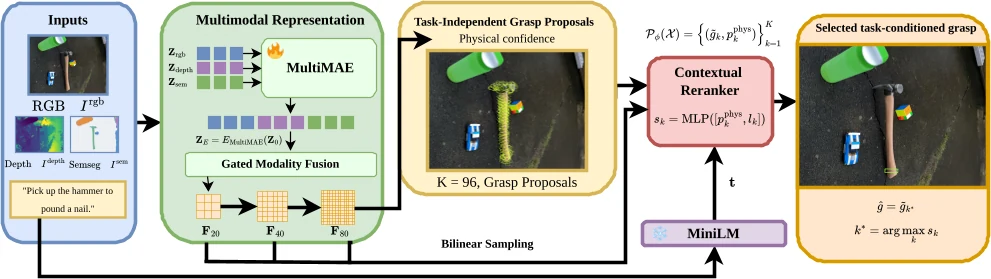 Inputs
RGB I^rgb
Depth I^depth Semseg I^sem
"Pick up the hammer to
pound a nail."
Multimodal Representation
Z_rgb
Z_depth
Z_sem
MultiMAE
Z_E = E_MultiMAE(Z_0)
Gated Modality Fusion
F_20
F_40
F_80
Task-Independent Grasp Proposals
Physical confidence
K = 96, Grasp Proposals
Bilinear Sampling
P_ϕ(X) = {(g̃_k, p_k^phys)}_{k=1}^K
Contextual
Reranker
s_k = MLP([p_k^phys, l_k])
t
MiniLM
Selected task-conditioned grasp
ĝ = g̃_{k*}
k* = arg max_k s_k